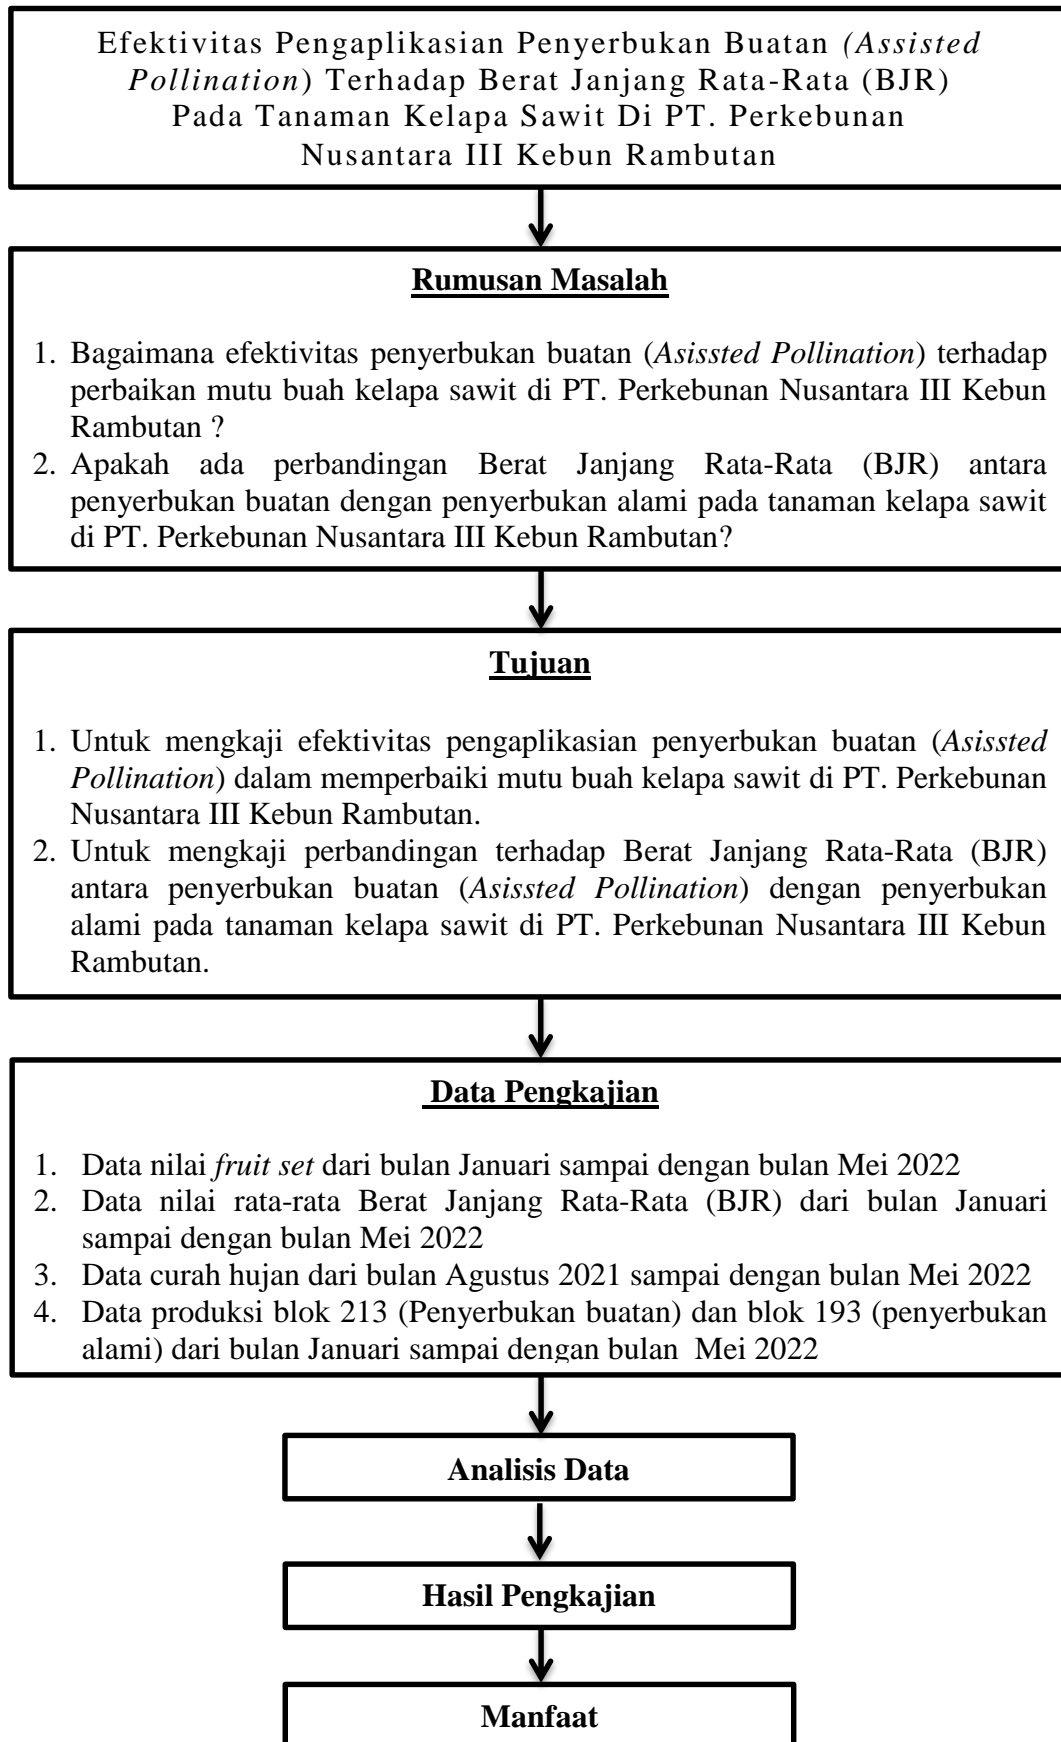 Efektivitas Pengaplikasian Penyerbukan Buatan (Assisted
Pollination) Terhadap Berat Janjang Rata-Rata (BJR)
Pada Tanaman Kelapa Sawit Di PT. Perkebunan
Nusantara III Kebun Rambutan
Rumusan Masalah
1. Bagaimana efektivitas penyerbukan buatan (Asissted Pollination) terhadap
perbaikan mutu buah kelapa sawit di PT. Perkebunan Nusantara III Kebun
Rambutan ?
2. Apakah ada perbandingan Berat Janjang Rata-Rata (BJR) antara
penyerbukan buatan dengan penyerbukan alami pada tanaman kelapa sawit
di PT. Perkebunan Nusantara III Kebun Rambutan?
Tujuan
1. Untuk mengkaji efektivitas pengaplikasian penyerbukan buatan (Asissted
Pollination) dalam memperbaiki mutu buah kelapa sawit di PT. Perkebunan
Nusantara III Kebun Rambutan.
2. Untuk mengkaji perbandingan terhadap Berat Janjang Rata-Rata (BJR)
antara penyerbukan buatan (Asissted Pollination) dengan penyerbukan
alami pada tanaman kelapa sawit di PT. Perkebunan Nusantara III Kebun
Rambutan.
Data Pengkajian
1. Data nilai fruit set dari bulan Januari sampai dengan bulan Mei 2022
2. Data nilai rata-rata Berat Janjang Rata-Rata (BJR) dari bulan Januari
sampai dengan bulan Mei 2022
3. Data curah hujan dari bulan Agustus 2021 sampai dengan bulan Mei 2022
4. Data produksi blok 213 (Penyerbukan buatan) dan blok 193 (penyerbukan
alami) dari bulan Januari sampai dengan bulan Mei 2022
Analisis Data
Hasil Pengkajian
Manfaat